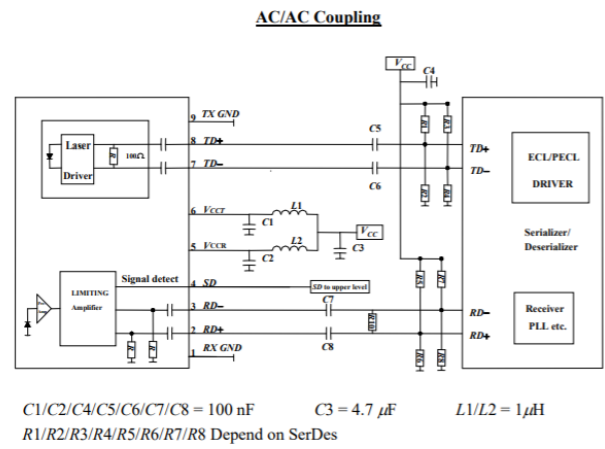 AC/AC Coupling
VCC
C4
9 TX GND
C5
Laser
Driver
R
100Ω
8 TD+
TD+
7 TD−
TD−
C6
ECL/PECL
DRIVER
6 VCCT
L1
C1
VCC
5 VCCR
L2
C2
C3
Serializer/
Deserializer
Signal detect
4 SD
SD to upper level
LIMITING
Amplifier
C7
3 RD−
RD−
R10
Receiver
PLL etc.
2 RD+
RD+
C8
R
R
1 RX GND
C1/C2/C4/C5/C6/C7/C8 = 100 nF
C3 = 4.7 μF
L1/L2 = 1μH
R1/R2/R3/R4/R5/R6/R7/R8 Depend on SerDes